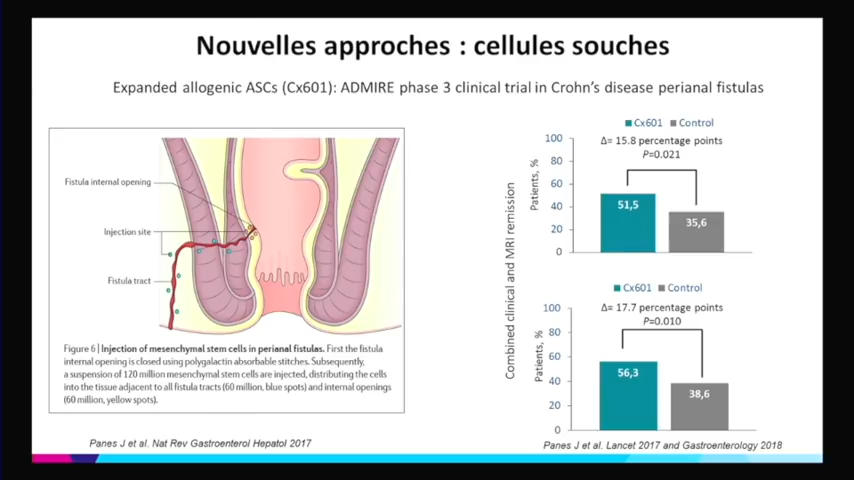 Nouvelles approches : cellules souches
Expanded allogenic ASCs (Cx601): ADMIRE phase 3 clinical trial in Crohn's disease perianal fistulas
Fistula internal opening
Injection site
Fistula tract
Figure 6 | Injection of mesenchymal stem cells in perianal fistulas. First the fistula
internal opening is closed using polyglactin absorbable stitches. Subsequently,
a suspension of 120 million mesenchymal stem cells are injected, distributing the cells
into the tissue adjacent to all fistula tracts (60 million, blue spots) and internal openings
(60 million, yellow spots).
Panes J et al. Nat Rev Gastroenterol Hepatol 2017
Combined clinical and MRI remission
Cx601 Control
Δ= 15.8 percentage points
P=0.021
Patients, %
100
80
60
40
20
0
51,5
35,6
Cx601 Control
Δ= 17.7 percentage points
P=0.010
Patients, %
100
80
60
40
20
0
56,3
38,6
Panes J et al. Lancet 2017 and Gastroenterology 2018